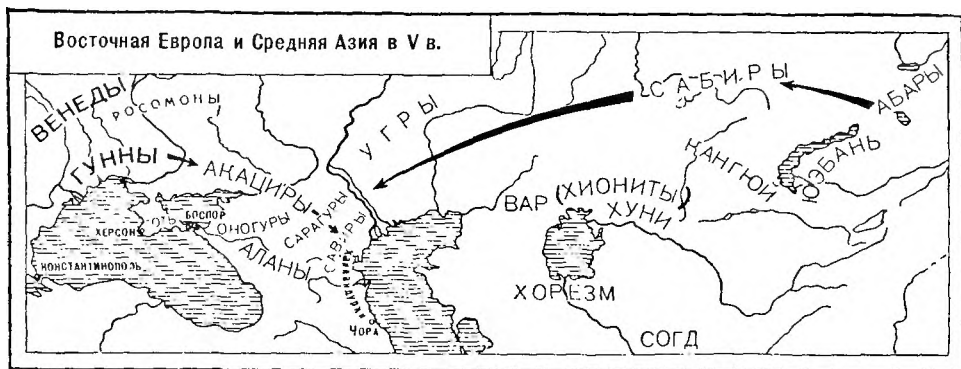 Восточная Европа и Средняя Азия в V в.
ВЕНЕДЫ
РОСОМОНЫ
ГУННЫ
АКАЦИРЫ
УГРЫ
САБИРЫ
АБАРЫ
ЮЭБАНЬ
КАНГЮЙ
ВАР (ХИОНИТЫ)
ХУНИ
БОСПОР
ХЕРСОН
ОНОГУРЫ
САРАГУРЫ
САВИРЫ
АЛАНЫ
КОНСТАНТИНОПОЛЬ
ЧОРА
ХОРЕЗМ
СОГД